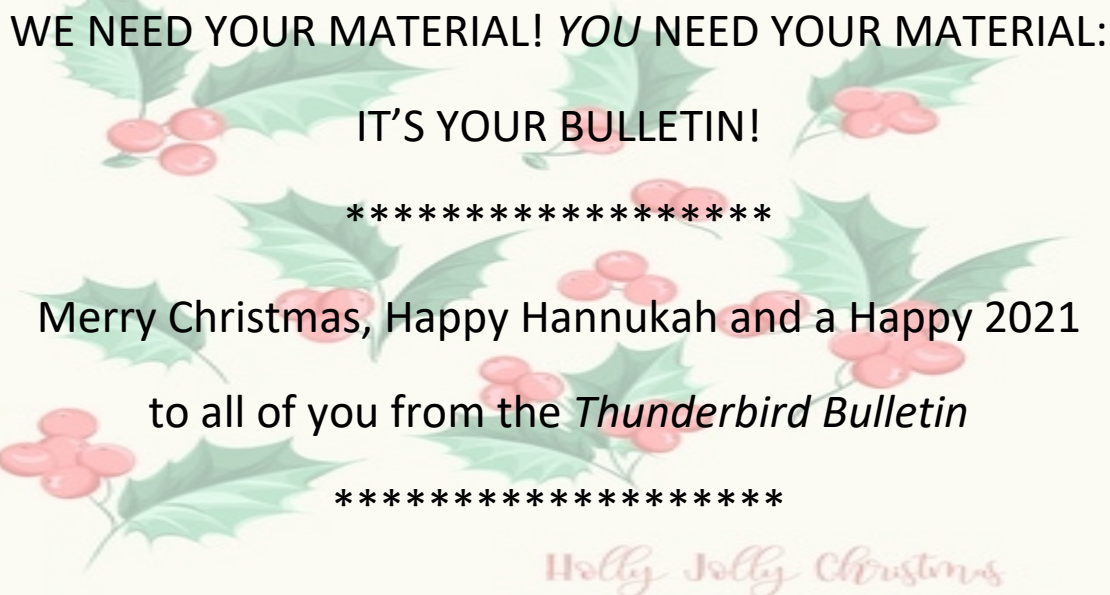 WE NEED YOUR MATERIAL! YOU NEED YOUR MATERIAL:
IT’S YOUR BULLETIN!
******************
Merry Christmas, Happy Hannukah and a Happy 2021
to all of you from the Thunderbird Bulletin
*******************
Holly Jolly Christmas